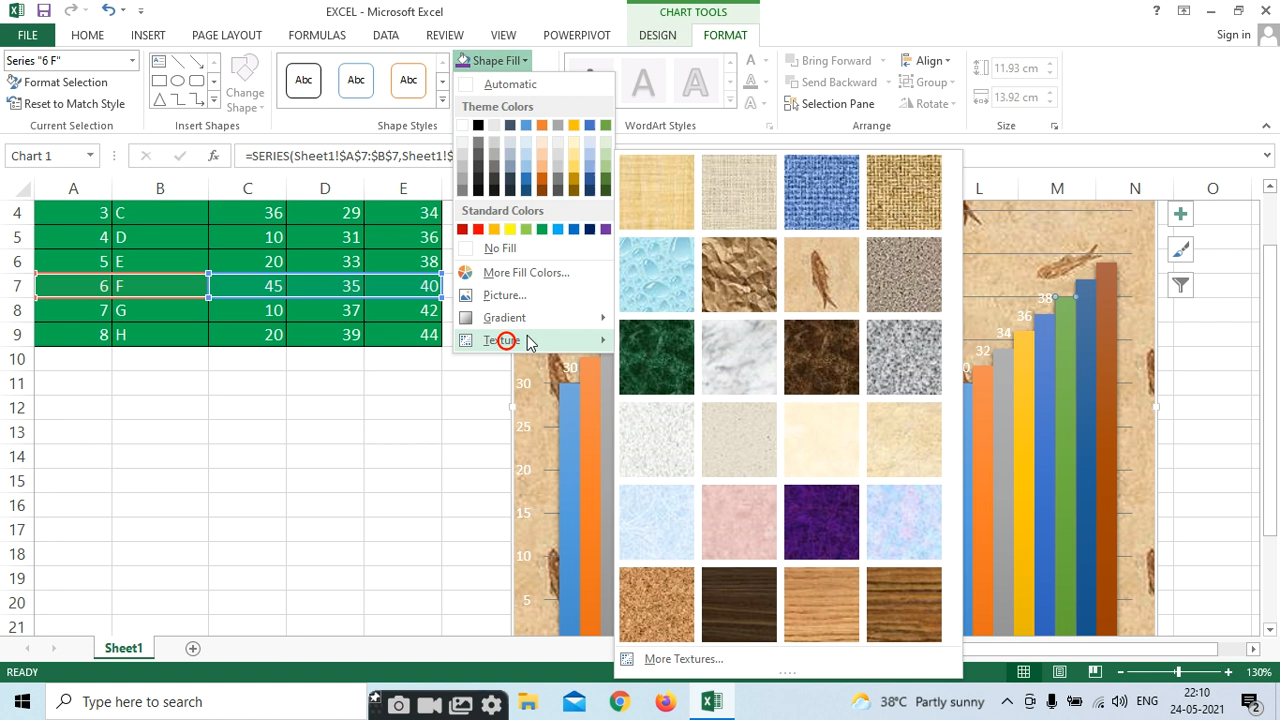 EXCEL - Microsoft Excel
CHART TOOLS
FILE HOME INSERT PAGE LAYOUT FORMULAS DATA REVIEW VIEW POWERPIVOT DESIGN FORMAT Sign in
Series "6 F"
Format Selection
Reset to Match Style
Current Selection
Change Shape
Insert Shapes
Abc Abc Abc
Shape Styles
Shape Fill
WordArt Styles
Bring Forward
Send Backward
Selection Pane
Align
Group
Rotate
Arrange
11.93 cm
13.92 cm
Size
Chart 1
=SERIES(Sheet1!$A$7:$B$7,Sheet1!$
Automatic
Theme Colors
Standard Colors
No Fill
More Fill Colors...
Picture...
Gradient
Texture
More Textures...
A B C D E L M N O
4 3 C 36 29 34
5 4 D 10 31 36
6 5 E 20 33 38
7 6 F 45 35 40
8 7 G 10 37 42
9 8 H 20 39 44
10
11
12
13
14
15
16
17
18
19
20
21
30
25
20
15
10
5
30
32
34
36
38
Sheet1
READY
130%
Type here to search
38°C Partly sunny
ENG
22:10
24-05-2021
2